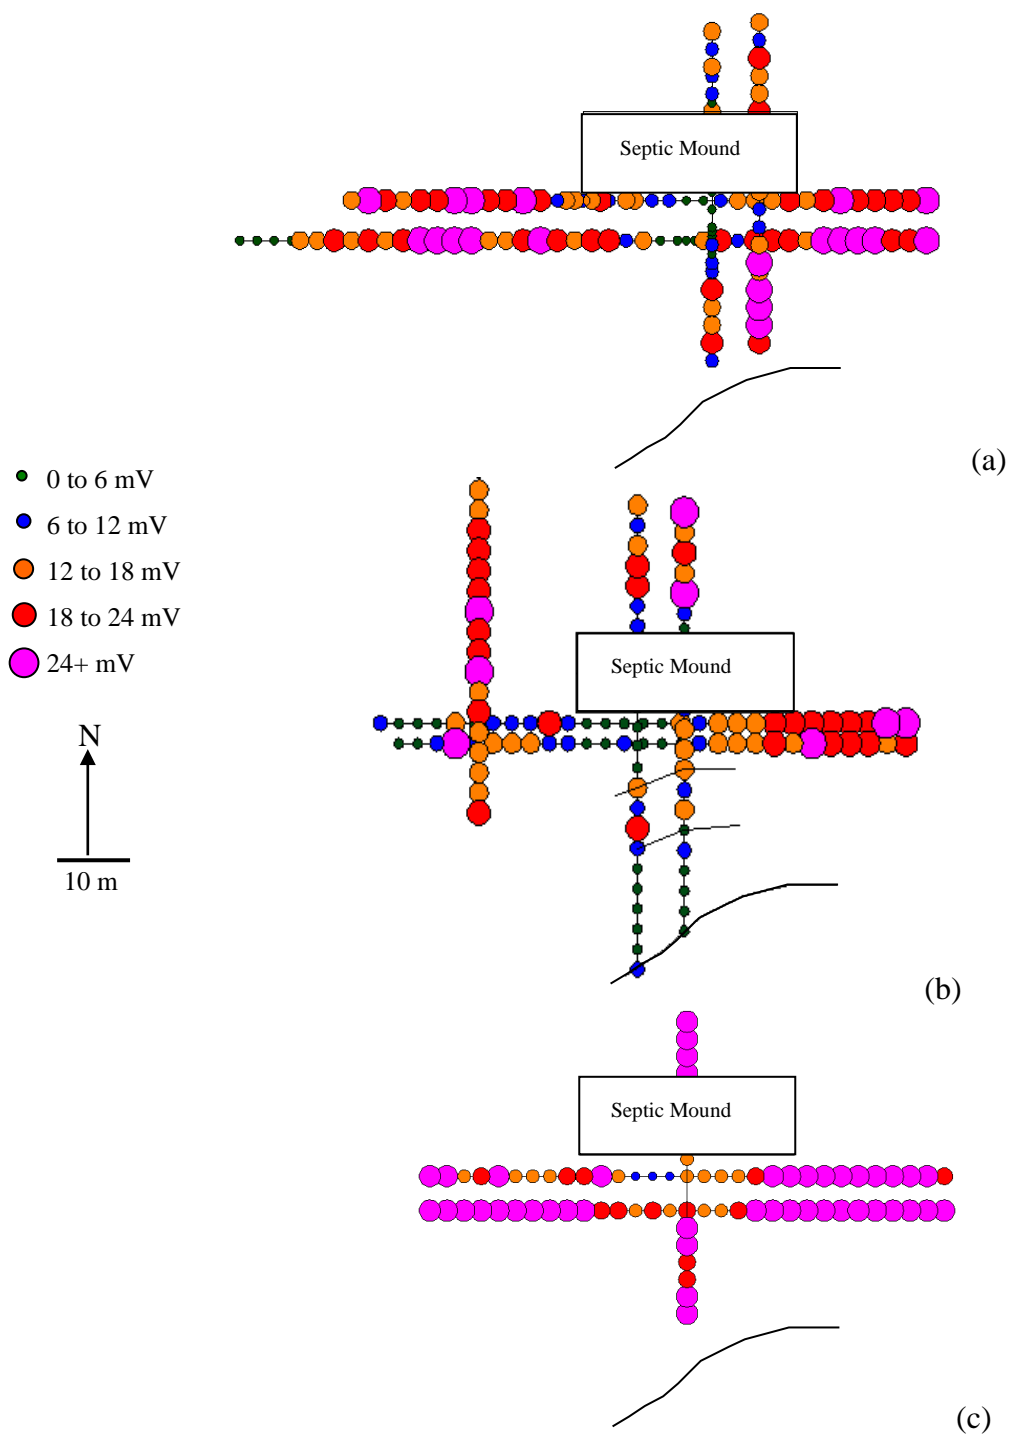 Septic Mound
(a)
0 to 6 mV
6 to 12 mV
12 to 18 mV
18 to 24 mV
24+ mV
Septic Mound
N
10 m
(b)
Septic Mound
(c)